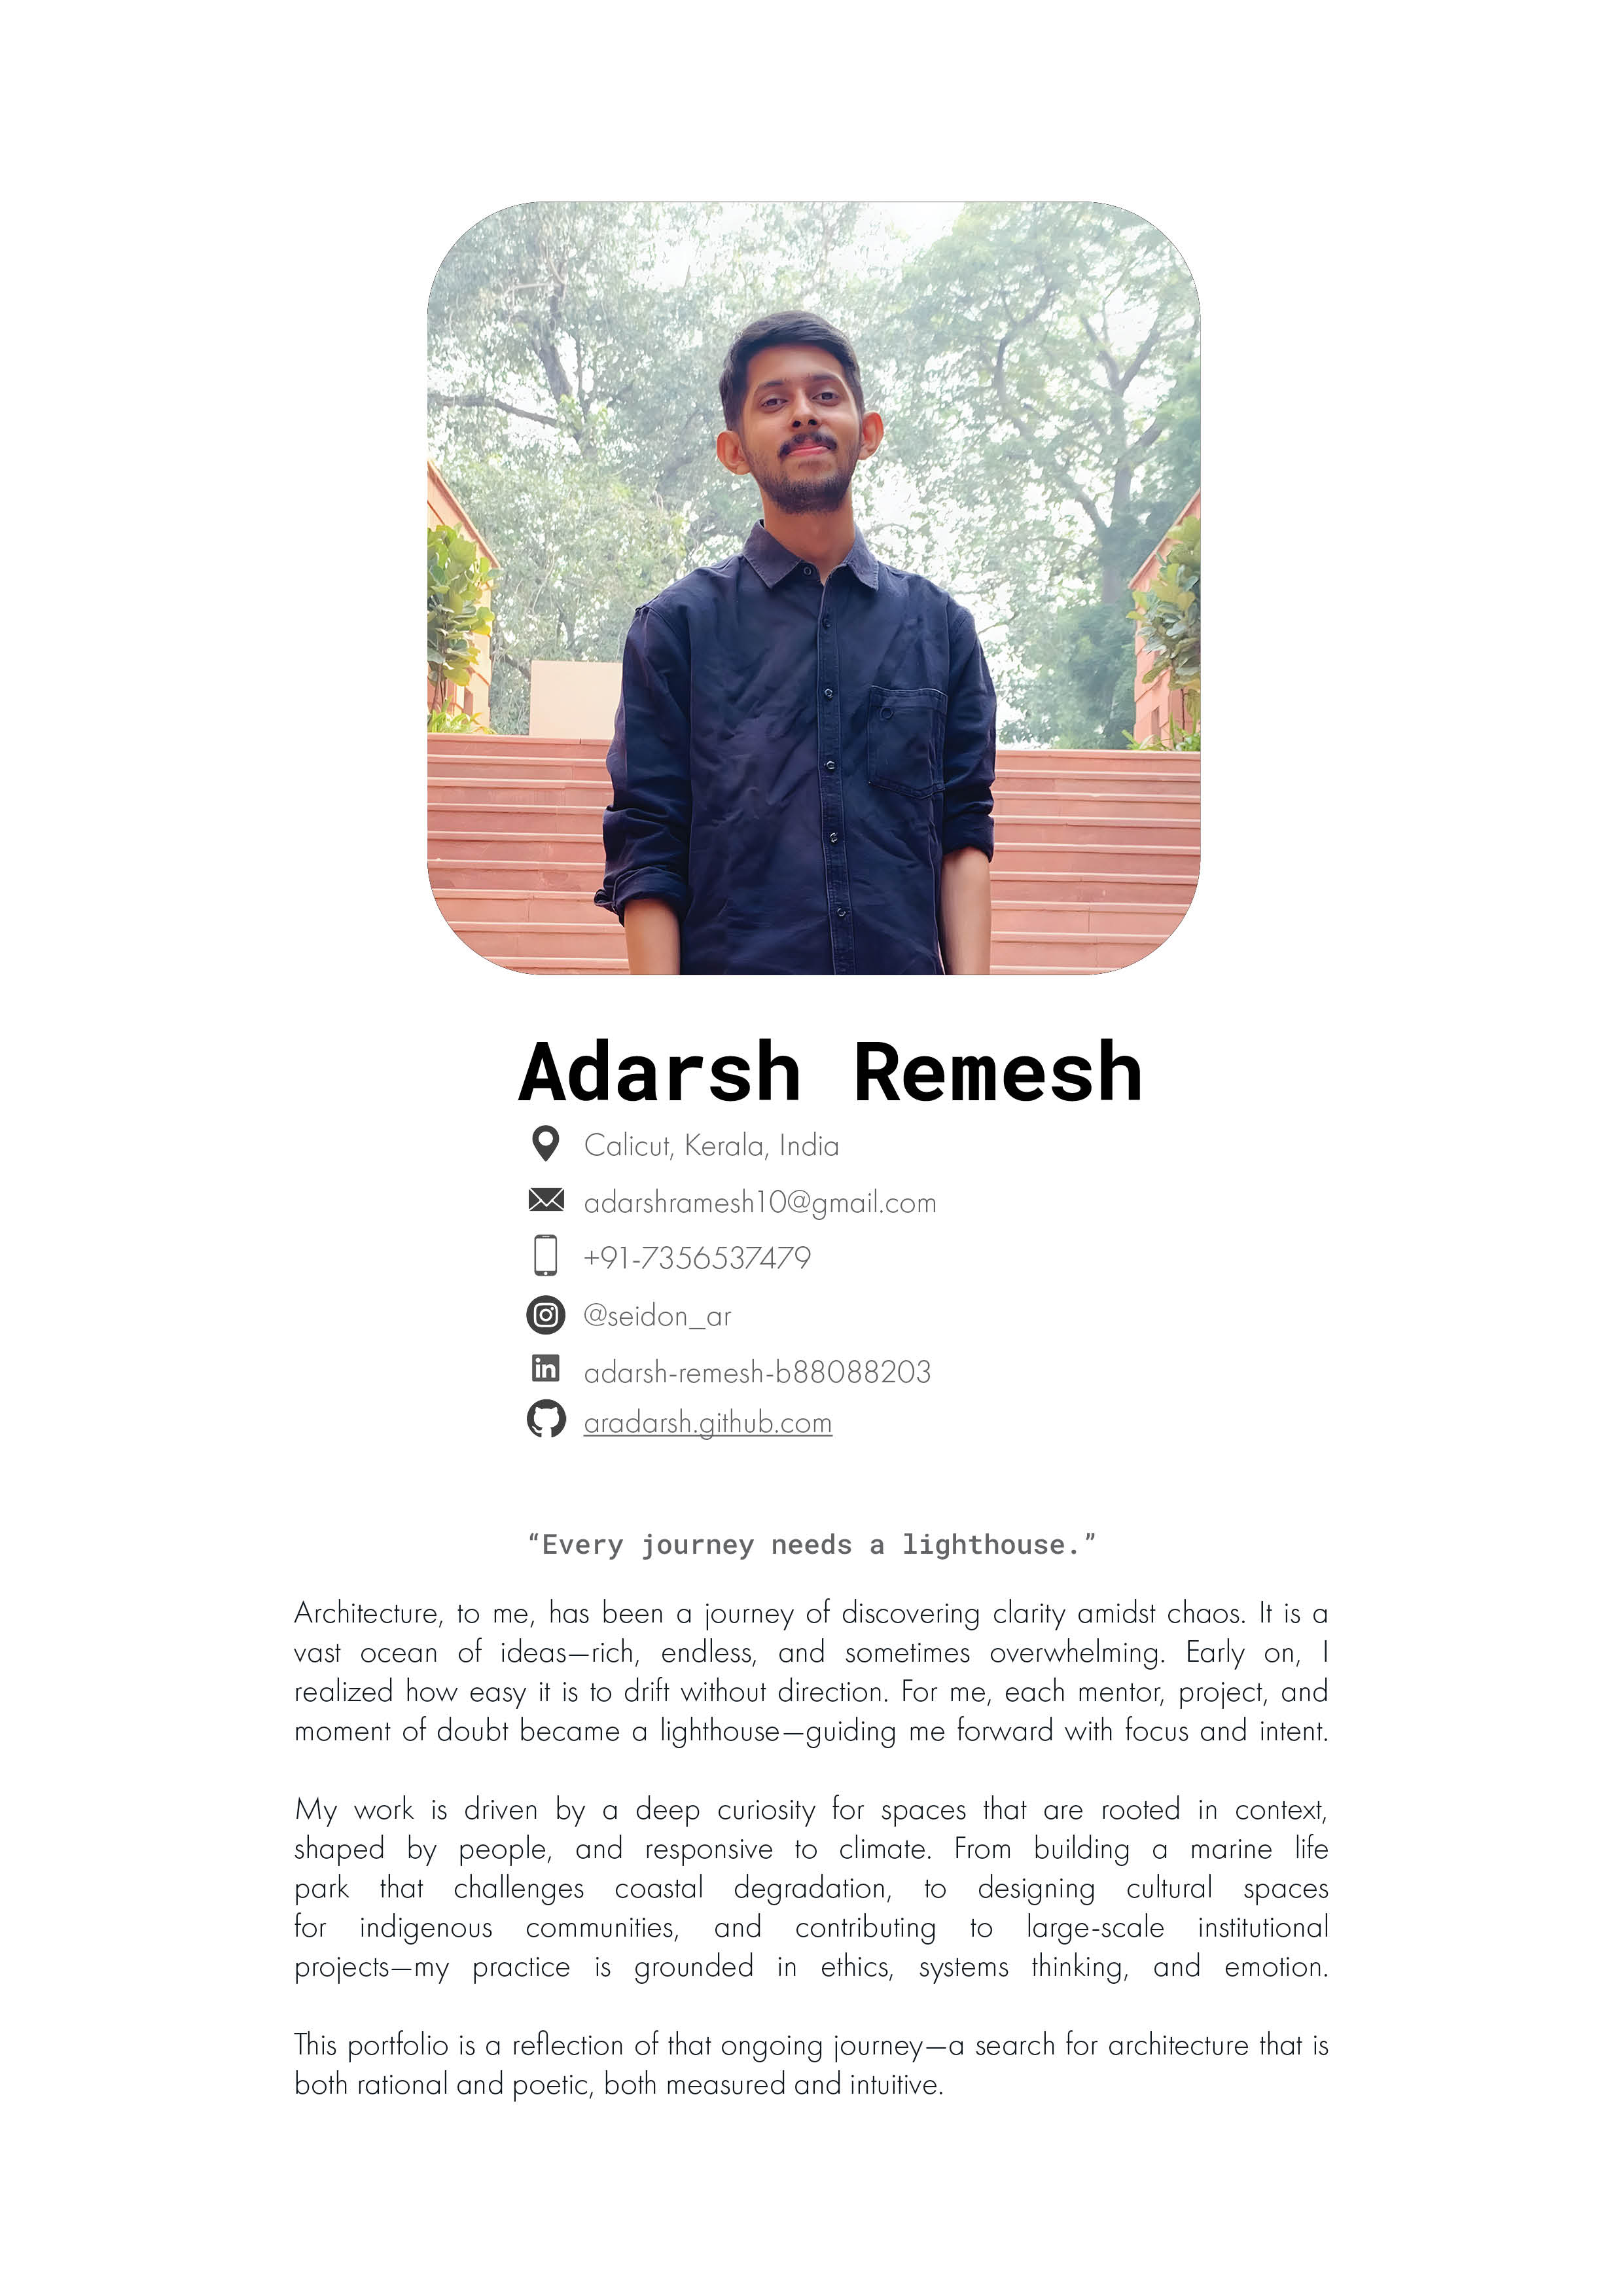 Adarsh Remesh
Calicut, Kerala, India
adarshramesh10@gmail.com
+91-7356537479
@seidon_ar
in
adarsh-remesh-b88088203
aradarsh.github.com
“Every journey needs a lighthouse.”
Architecture, to me, has been a journey of discovering clarity amidst chaos. It is a
vast ocean of ideas—rich, endless, and sometimes overwhelming. Early on, I
realized how easy it is to drift without direction. For me, each mentor, project, and
moment of doubt became a lighthouse—guiding me forward with focus and intent.
My work is driven by a deep curiosity for spaces that are rooted in context,
shaped by people, and responsive to climate. From building a marine life
park that challenges coastal degradation, to designing cultural spaces
for indigenous communities, and contributing to large-scale institutional
projects—my practice is grounded in ethics, systems thinking, and emotion.
This portfolio is a reflection of that ongoing journey—a search for architecture that is
both rational and poetic, both measured and intuitive.